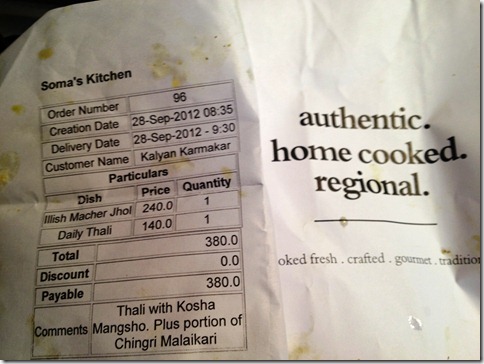 Soma's Kitchen
Order Number 96
Creation Date 28-Sep-2012 08:35
Delivery Date 28-Sep-2012 - 9:30
Customer Name Kalyan Karmakar
Particulars
Dish Price Quantity
Illish Macher Jhol 240.0 1
Daily Thali 140.0 1
Total 380.0
Discount 0.0
Payable 380.0
Comments Thali with Kosha
Mangsho. Plus portion of
Chingri Malaikari
authentic.
home cooked.
regional.
oked fresh . crafted . gourmet . tradition